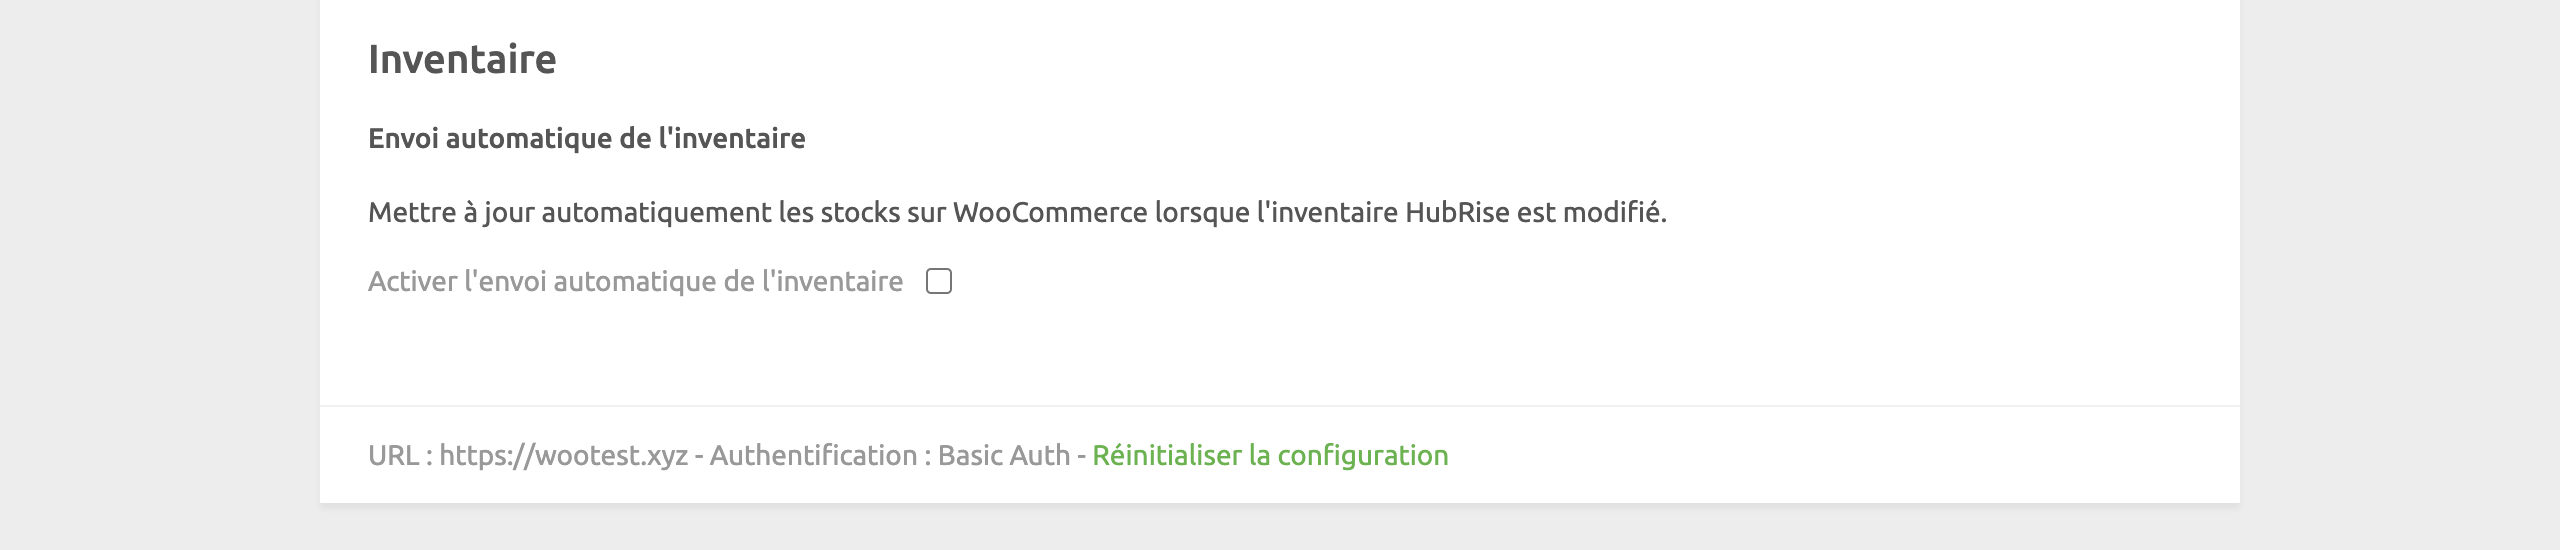 Inventaire
Envoi automatique de l'inventaire
Mettre à jour automatiquement les stocks sur WooCommerce lorsque l'inventaire HubRise est modifié.
Activer l'envoi automatique de l'inventaire
URL : https://wootest.xyz - Authentification : Basic Auth - Réinitialiser la configuration